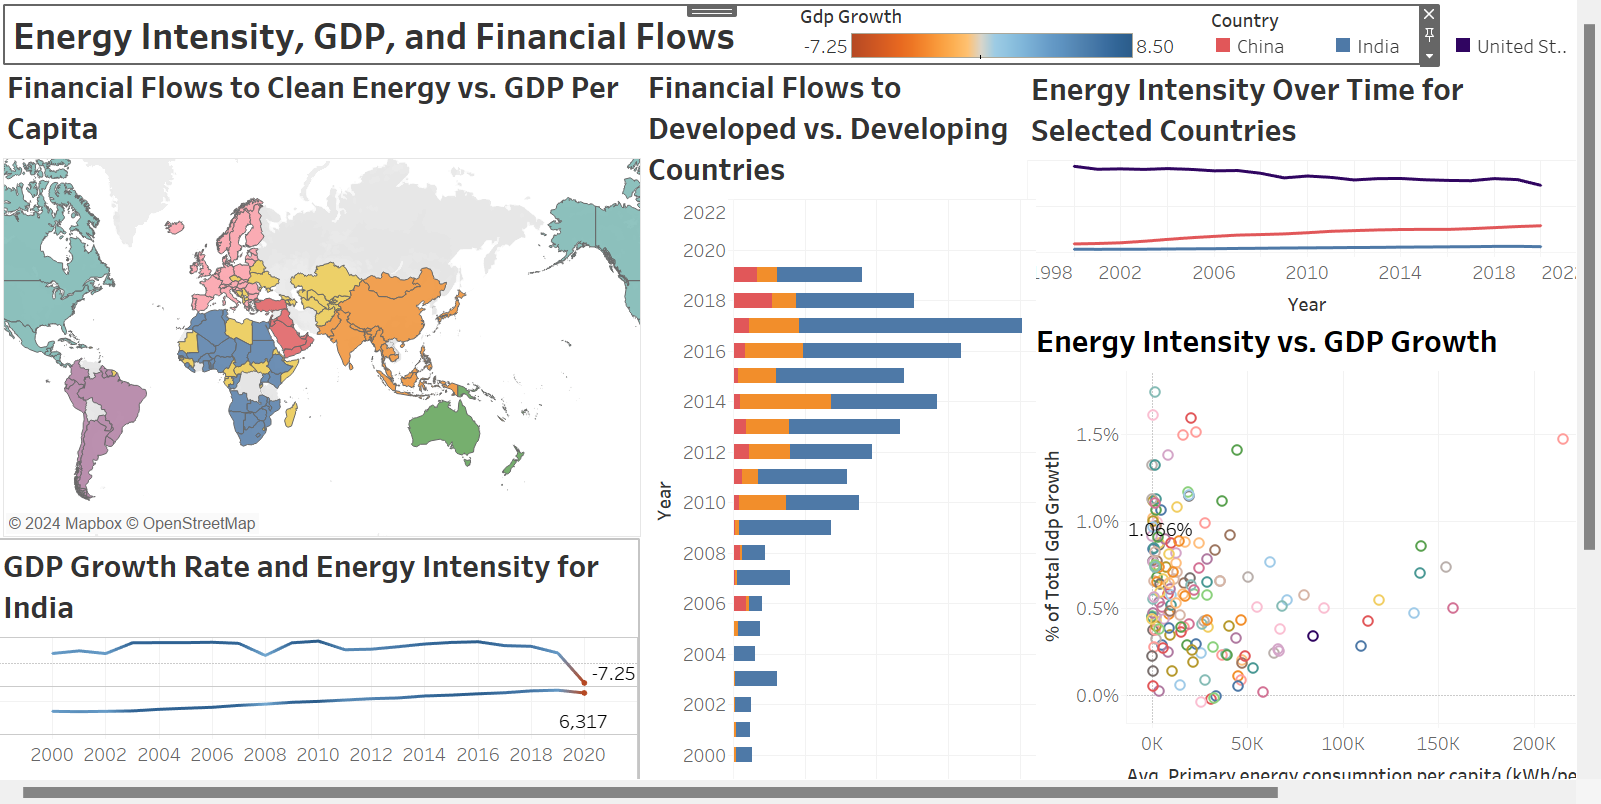 Energy Intensity, GDP, and Financial Flows
Gdp Growth
-7.25
8.50
Country
China
India
United St..
Financial Flows to Clean Energy vs. GDP Per
Capita
© 2024 Mapbox © OpenStreetMap
GDP Growth Rate and Energy Intensity for
India
-7.25
6,317
2000 2002 2004 2006 2008 2010 2012 2014 2016 2018 2020
Financial Flows to
Developed vs. Developing
Countries
Year
2022
2020
2018
2016
2014
2012
2010
2008
2006
2004
2002
2000
Energy Intensity Over Time for
Selected Countries
1998 2002 2006 2010 2014 2018 202
Year
Energy Intensity vs. GDP Growth
% of Total Gdp Growth
1.5%
1.0%
0.5%
0.0%
1.066%
0K 50K 100K 150K 200K
Avg. Primary energy consumption per capita (kWh/pe